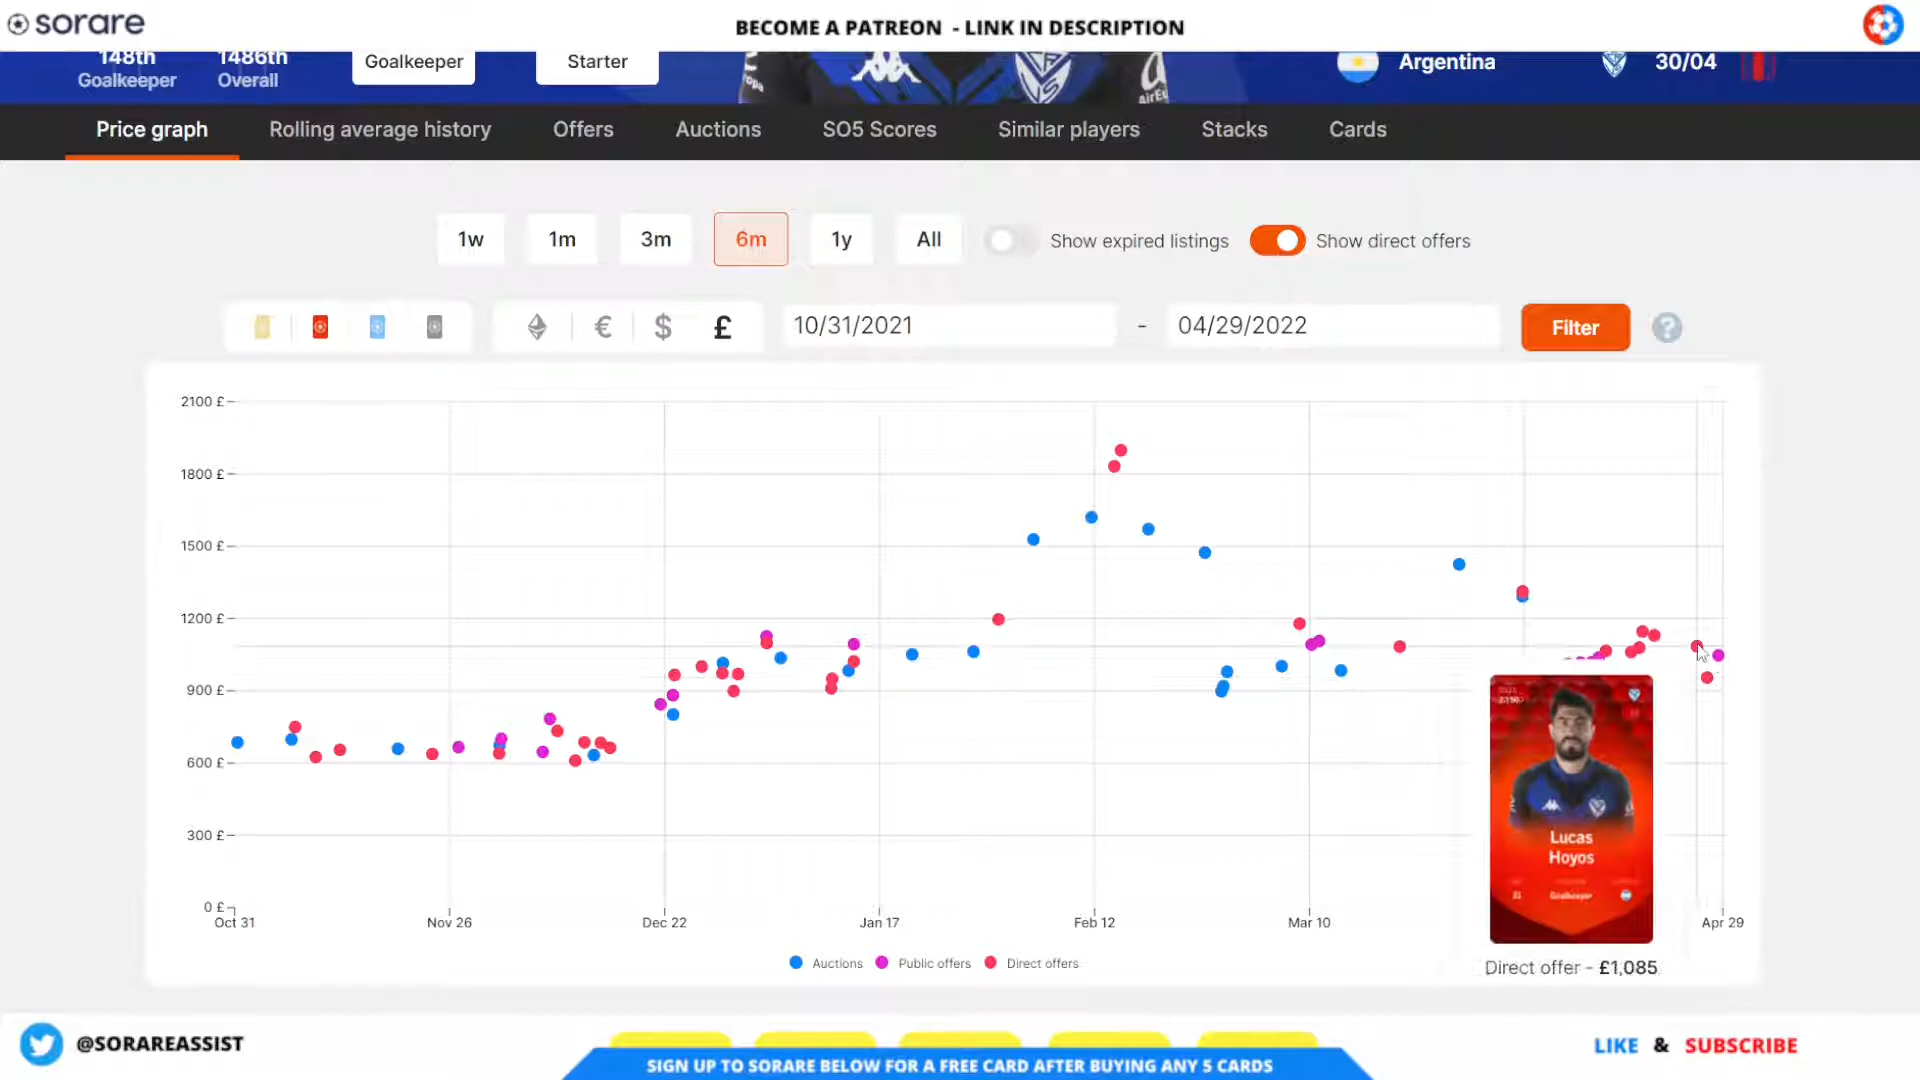 sorare
BECOME A PATREON - LINK IN DESCRIPTION
148th
Goalkeeper
1486th
Overall
Goalkeeper
Starter
Argentina
30/04
Price graph
Rolling average history
Offers
Auctions
SO5 Scores
Similar players
Stacks
Cards
1w
1m
3m
6m
1y
All
Show expired listings
Show direct offers
€
$
£
10/31/2021
-
04/29/2022
Filter
?
2100 £
1800 £
1500 £
1200 £
900 £
600 £
300 £
0 £
Oct 31
Nov 26
Dec 22
Jan 17
Feb 12
Mar 10
Apr 29
Lucas
Hoyos
31
Goalkeeper
Direct offer - £1,085
Auctions
Public offers
Direct offers
@SORAREASSIST
SIGN UP TO SORARE BELOW FOR A FREE CARD AFTER BUYING ANY 5 CARDS
LIKE & SUBSCRIBE